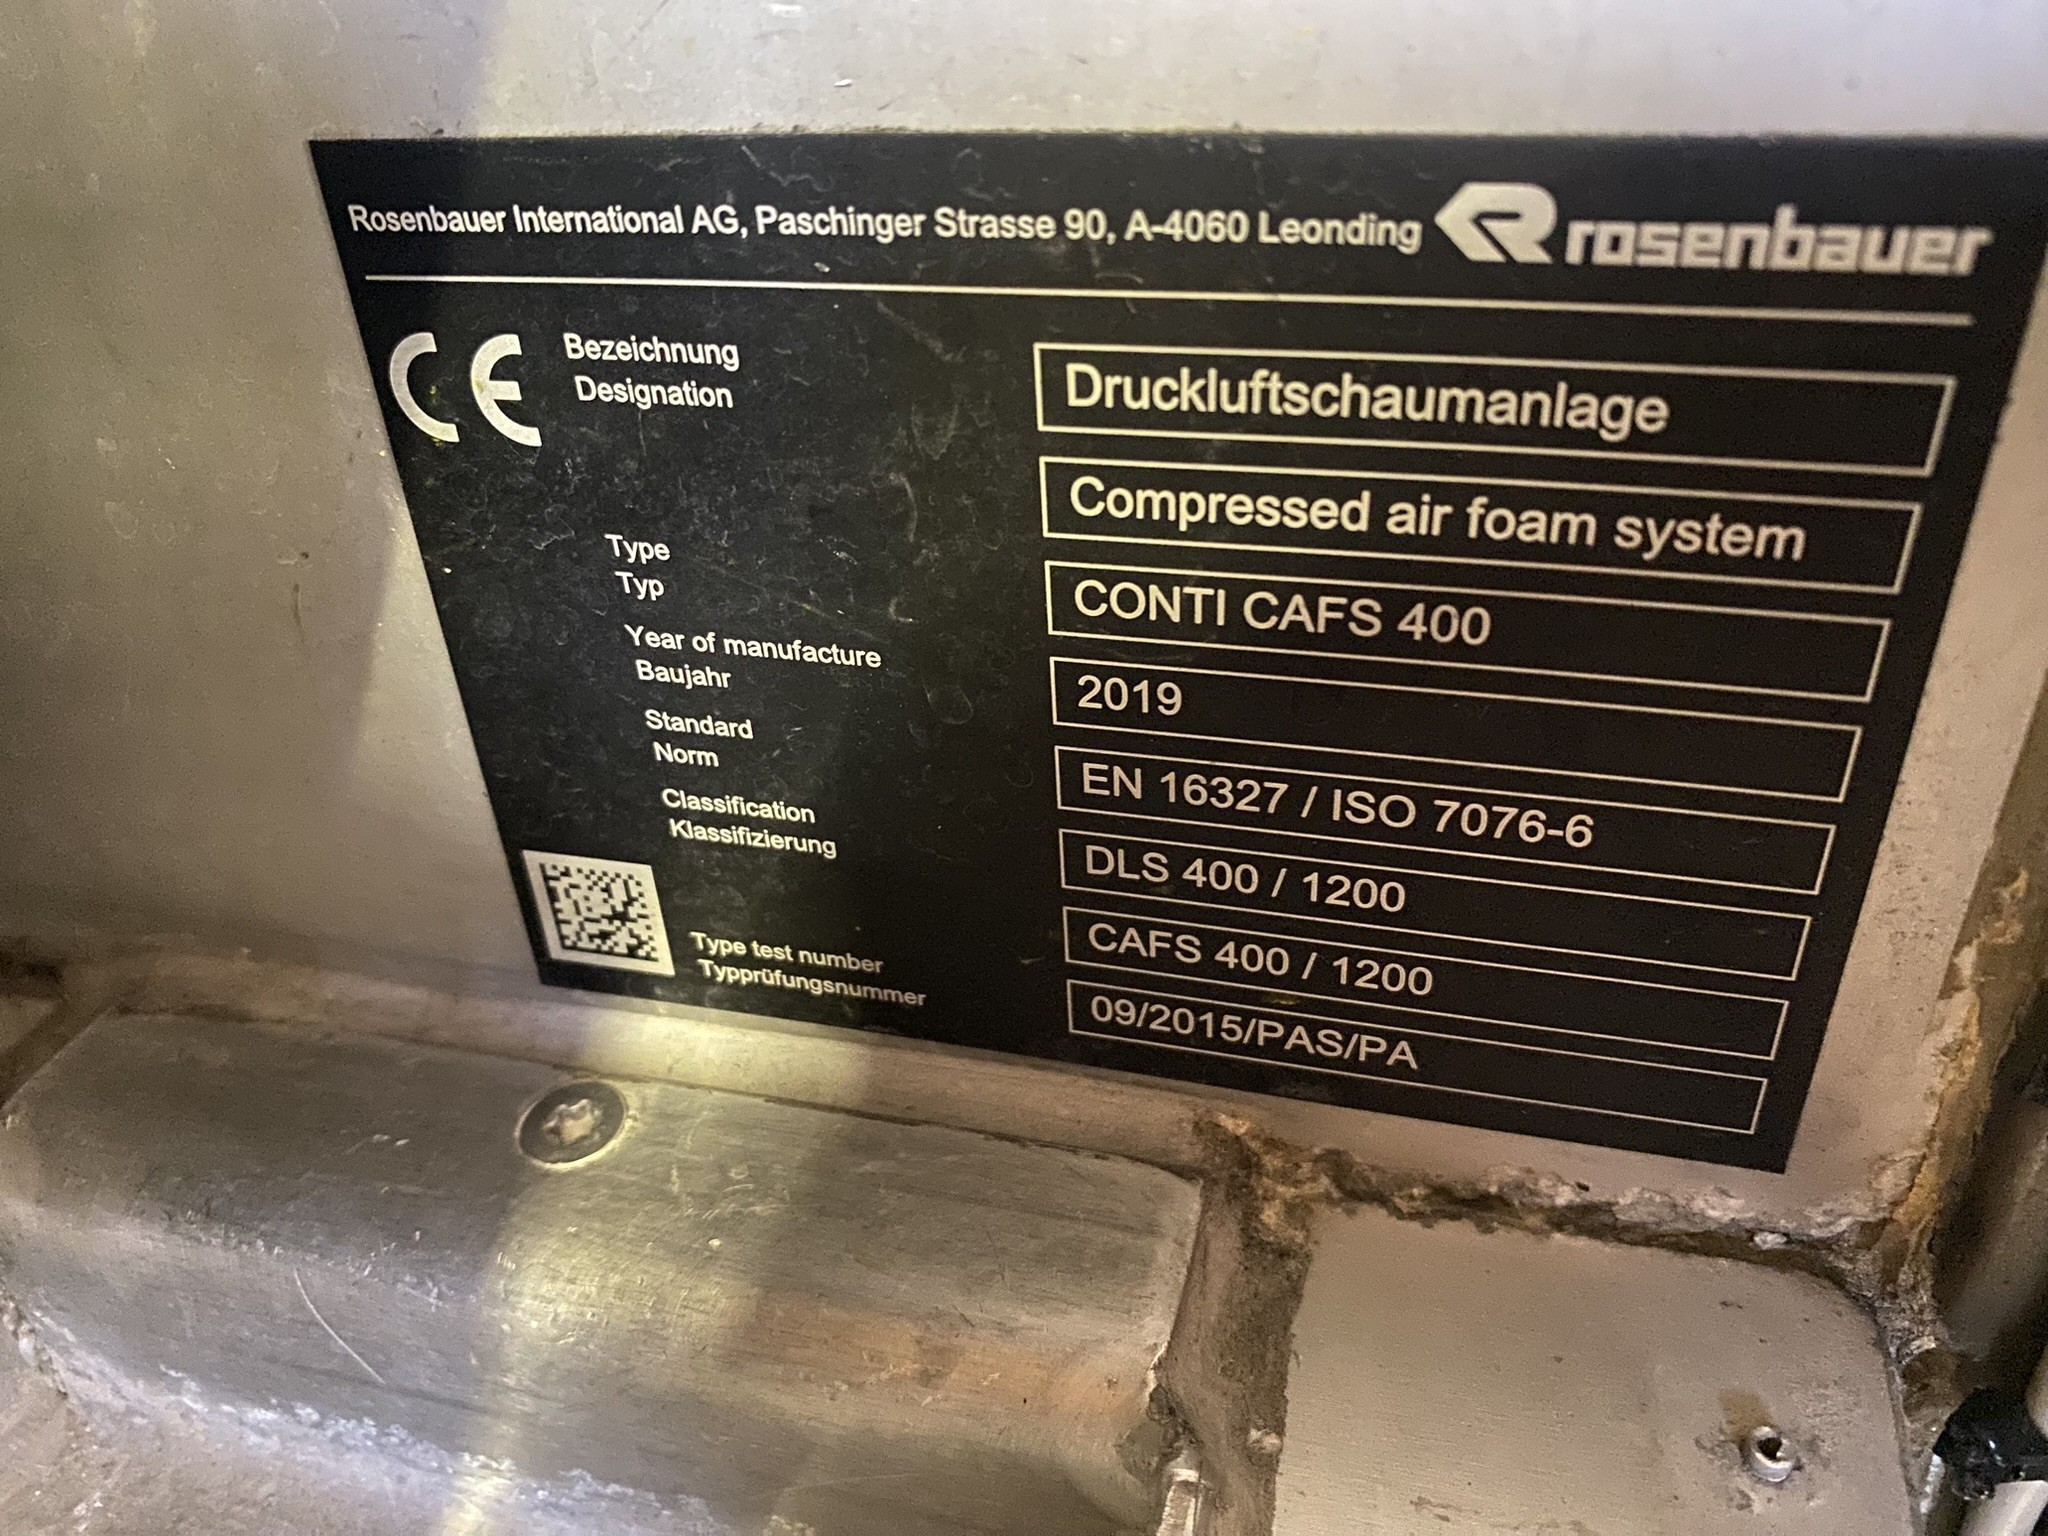 Rosenbauer International AG, Paschinger Strasse 90, A-4060 Leonding rosenbauer
CE
Bezeichnung
Designation
Druckluftschaumanlage
Compressed air foam system
Type
Typ
CONTI CAFS 400
Year of manufacture
Baujahr
2019
Standard
Norm
EN 16327 / ISO 7076-6
Classification
Klassifizierung
DLS 400 / 1200
CAFS 400 / 1200
Type test number
Typprüfungsnummer
09/2015/PAS/PA